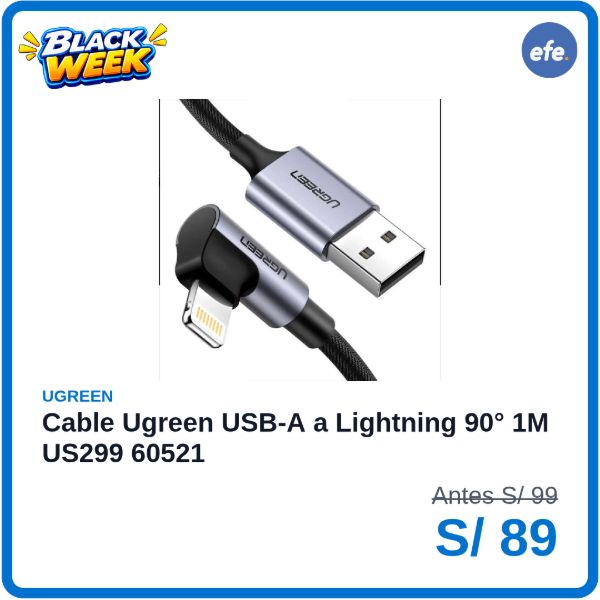 BLACK
WEEK
efe.
UGREEN
UGREEN
UGREEN
Cable Ugreen USB-A a Lightning 90° 1M
US299 60521
Antes S/ 99
S/ 89